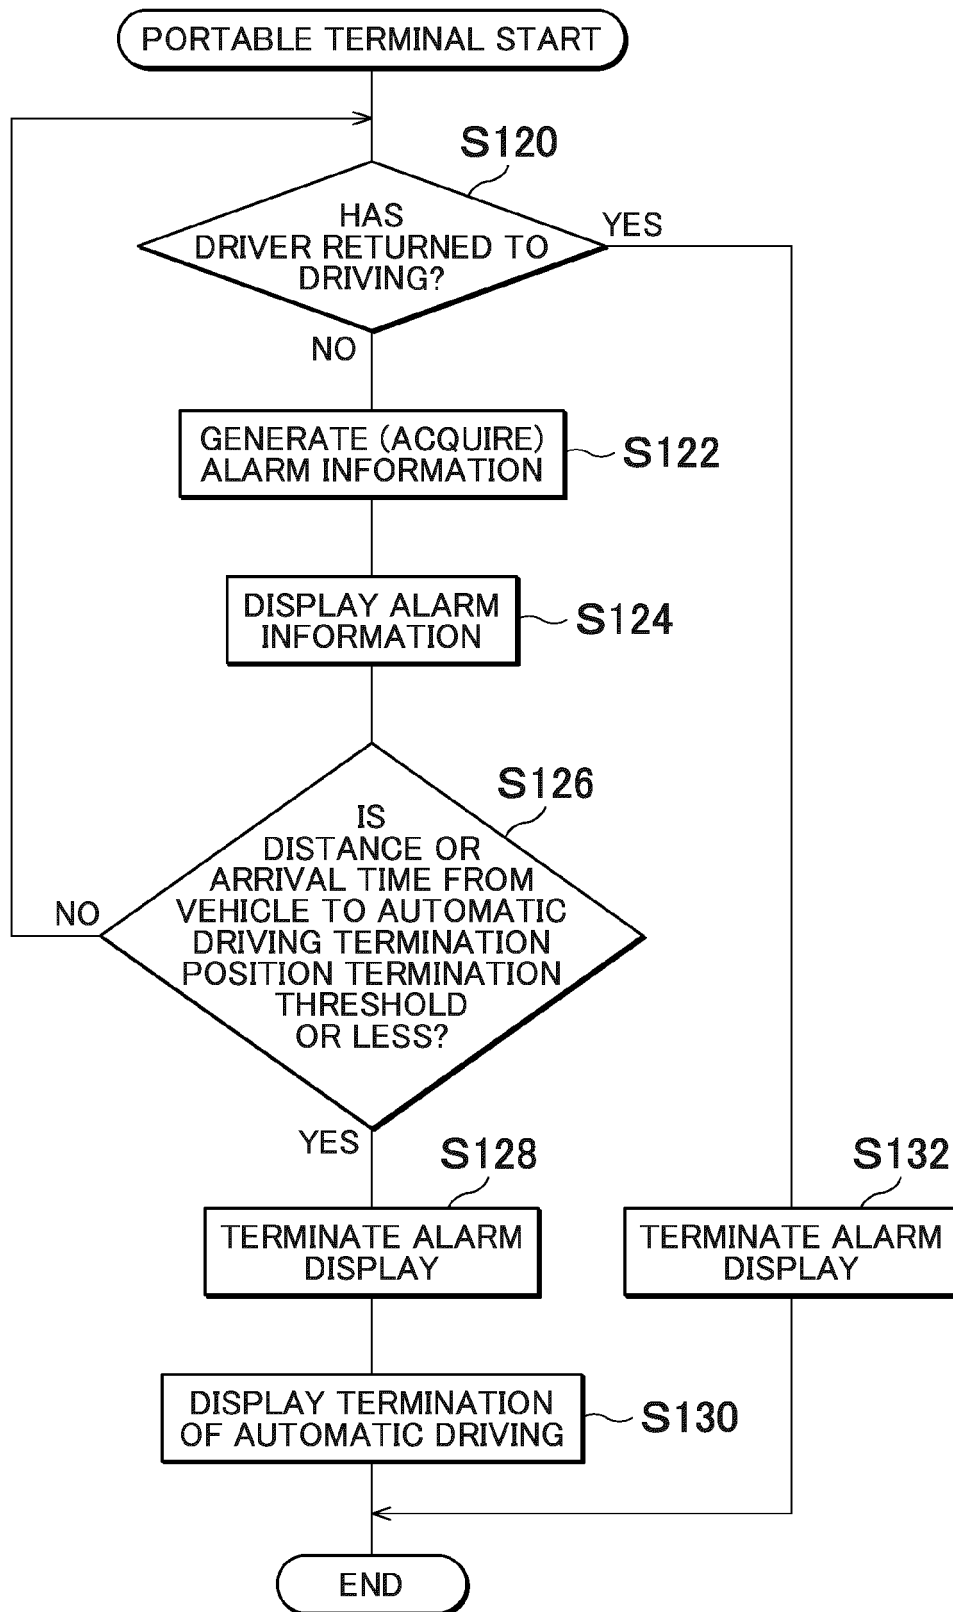 PORTABLE TERMINAL START
S120
HAS
DRIVER RETURNED TO
DRIVING?
YES
NO
GENERATE (ACQUIRE)
ALARM INFORMATION
S122
DISPLAY ALARM
INFORMATION
S124
S126
IS
DISTANCE OR
ARRIVAL TIME FROM
VEHICLE TO AUTOMATIC
DRIVING TERMINATION
POSITION TERMINATION
THRESHOLD
OR LESS?
NO
YES
S128
TERMINATE ALARM
DISPLAY
S132
TERMINATE ALARM
DISPLAY
DISPLAY TERMINATION
OF AUTOMATIC DRIVING
S130
END